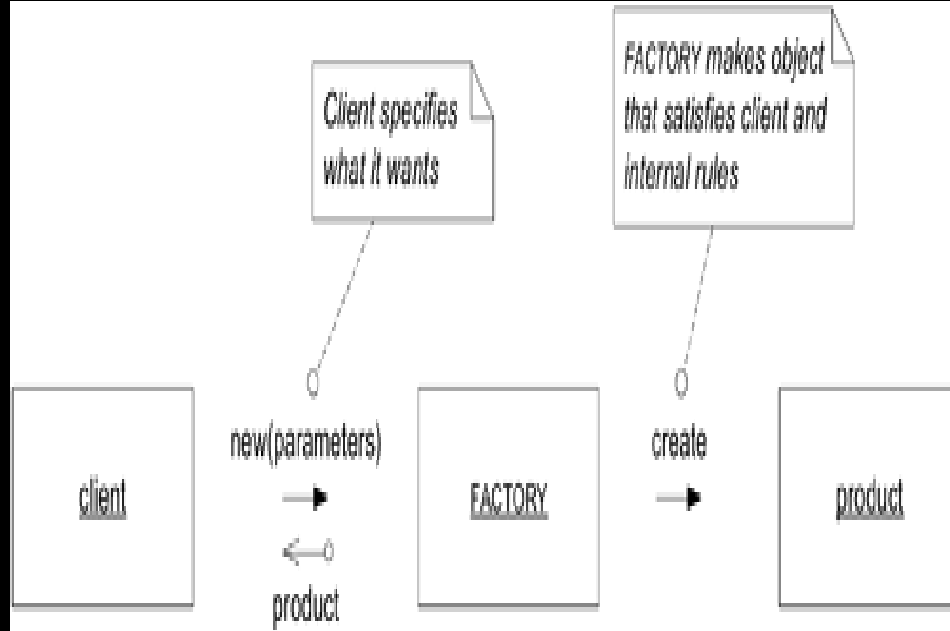 FACTORY makes object
that satisfies client and
internal rules
Client specifies
what it wants
new(parameters)
create
client
FACTORY
product
product